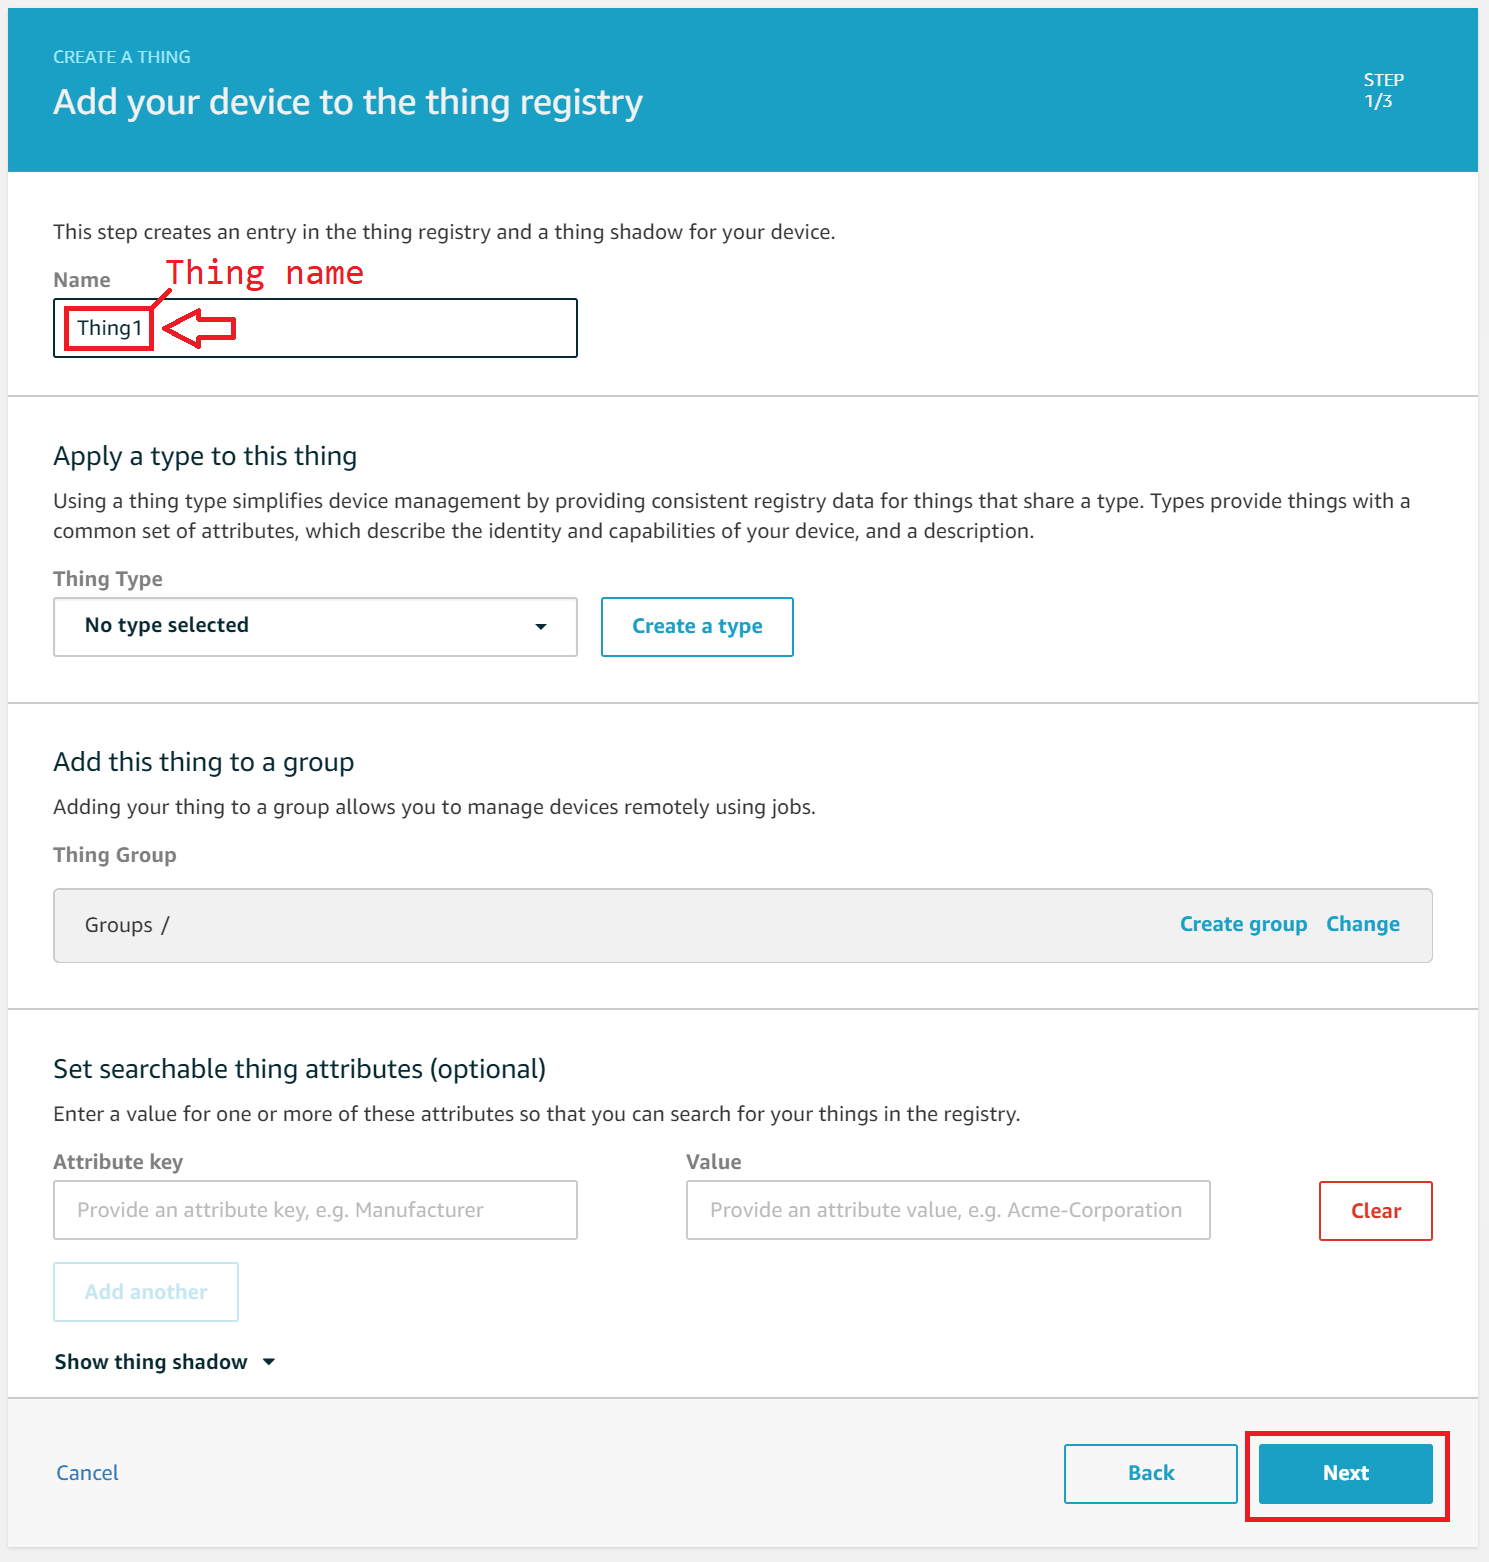 CREATE A THING
Add your device to the thing registry
STEP
1/3
This step creates an entry in the thing registry and a thing shadow for your device.
Name
Thing name
Thing1
Apply a type to this thing
Using a thing type simplifies device management by providing consistent registry data for things that share a type. Types provide things with a
common set of attributes, which describe the identity and capabilities of your device, and a description.
Thing Type
No type selected
Create a type
Add this thing to a group
Adding your thing to a group allows you to manage devices remotely using jobs.
Thing Group
Groups /
Create group
Change
Set searchable thing attributes (optional)
Enter a value for one or more of these attributes so that you can search for your things in the registry.
Attribute key
Value
Provide an attribute key, e.g. Manufacturer
Provide an attribute value, e.g. Acme-Corporation
Clear
Add another
Show thing shadow
Cancel
Back
Next